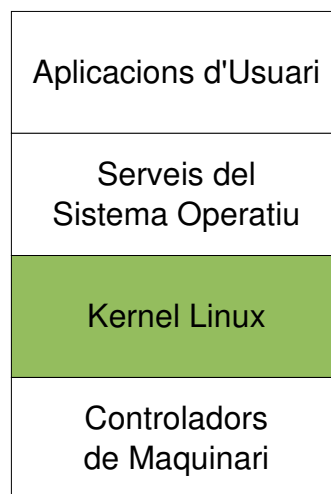 Aplicacions d'Usuari
Serveis del
Sistema Operatiu
Kernel Linux
Controladors
de Maquinari